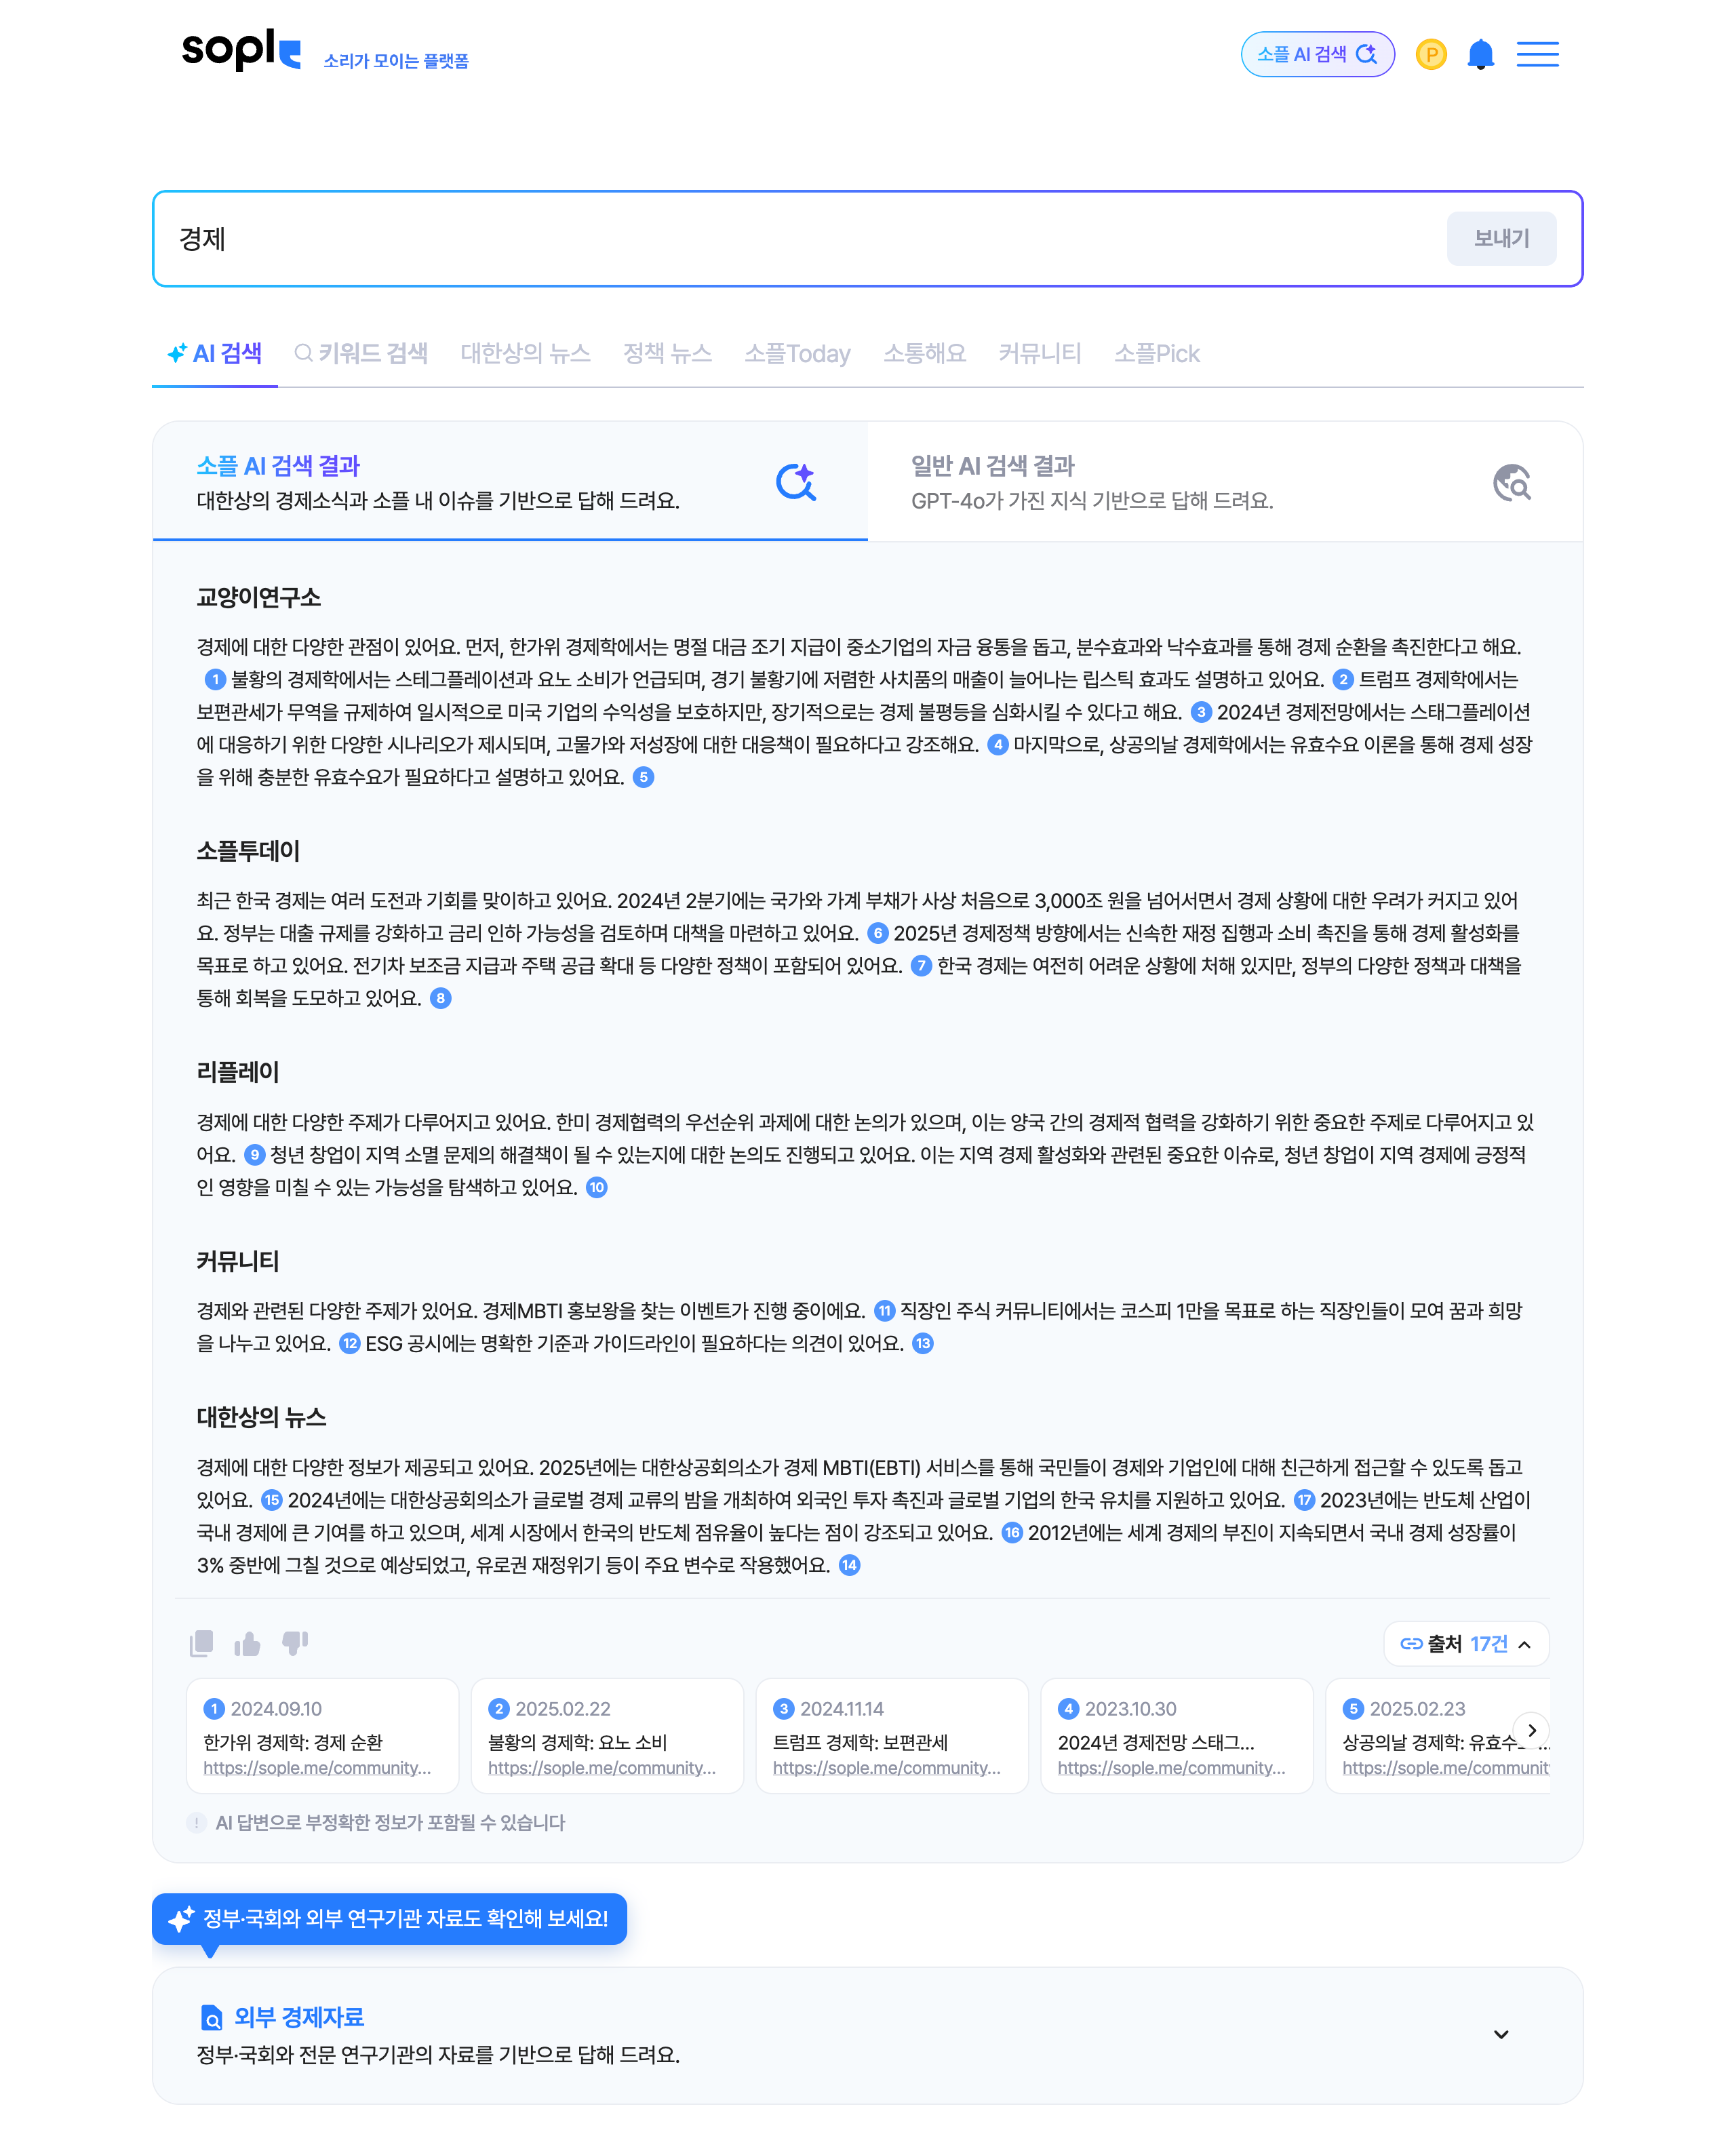 sople 소리가 모이는 플랫폼
소플 AI 검색 P
경제
보내기
AI 검색 키워드 검색 대한상의 뉴스 정책 뉴스 소플Today 소통해요 커뮤니티 소플Pick
소플 AI 검색 결과
대한상의 경제소식과 소플 내 이슈를 기반으로 답해 드려요.
일반 AI 검색 결과
GPT-4o가 가진 지식 기반으로 답해 드려요.
교양이연구소
경제에 대한 다양한 관점이 있어요. 먼저, 한가위 경제학에서는 명절 대금 조기 지급이 중소기업의 자금 융통을 돕고, 분수효과와 낙수효과를 통해 경제 순환을 촉진한다고 해요.
1 불황의 경제학에서는 스테그플레이션과 요노 소비가 언급되며, 경기 불황기에 저렴한 사치품의 매출이 늘어나는 립스틱 효과도 설명하고 있어요. 2 트럼프 경제학에서는
보편관세가 무역을 규제하여 일시적으로 미국 기업의 수익성을 보호하지만, 장기적으로는 경제 불평등을 심화시킬 수 있다고 해요. 3 2024년 경제전망에서는 스태그플레이션
에 대응하기 위한 다양한 시나리오가 제시되며, 고물가와 저성장에 대한 대응책이 필요하다고 강조해요. 4 마지막으로, 상공의날 경제학에서는 유효수요 이론을 통해 경제 성장
을 위해 충분한 유효수요가 필요하다고 설명하고 있어요. 5
소플투데이
최근 한국 경제는 여러 도전과 기회를 맞이하고 있어요. 2024년 2분기에는 국가와 가계 부채가 사상 처음으로 3,000조 원을 넘어서면서 경제 상황에 대한 우려가 커지고 있어
요. 정부는 대출 규제를 강화하고 금리 인하 가능성을 검토하며 대책을 마련하고 있어요. 6 2025년 경제정책 방향에서는 신속한 재정 집행과 소비 촉진을 통해 경제 활성화를
목표로 하고 있어요. 전기차 보조금 지급과 주택 공급 확대 등 다양한 정책이 포함되어 있어요. 7 한국 경제는 여전히 어려운 상황에 처해 있지만, 정부의 다양한 정책과 대책을
통해 회복을 도모하고 있어요. 8
리플레이
경제에 대한 다양한 주제가 다루어지고 있어요. 한미 경제협력의 우선순위 과제에 대한 논의가 있으며, 이는 양국 간의 경제적 협력을 강화하기 위한 중요한 주제로 다루어지고 있
어요. 9 청년 창업이 지역 소멸 문제의 해결책이 될 수 있는지에 대한 논의도 진행되고 있어요. 이는 지역 경제 활성화와 관련된 중요한 이슈로, 청년 창업이 지역 경제에 긍정적
인 영향을 미칠 수 있는 가능성을 탐색하고 있어요. 10
커뮤니티
경제와 관련된 다양한 주제가 있어요. 경제MBTI 홍보왕을 찾는 이벤트가 진행 중이에요. 11 직장인 주식 커뮤니티에서는 코스피 1만을 목표로 하는 직장인들이 모여 꿈과 희망
을 나누고 있어요. 12 ESG 공시에는 명확한 기준과 가이드라인이 필요하다는 의견이 있어요. 13
대한상의 뉴스
경제에 대한 다양한 정보가 제공되고 있어요. 2025년에는 대한상공회의소가 경제 MBTI(EBTI) 서비스를 통해 국민들이 경제와 기업인에 대해 친근하게 접근할 수 있도록 돕고
있어요. 15 2024년에는 대한상공회의소가 글로벌 경제 교류의 밤을 개최하여 외국인 투자 촉진과 글로벌 기업의 한국 유치를 지원하고 있어요. 17 2023년에는 반도체 산업이
국내 경제에 큰 기여를 하고 있으며, 세계 시장에서 한국의 반도체 점유율이 높다는 점이 강조되고 있어요. 16 2012년에는 세계 경제의 부진이 지속되면서 국내 경제 성장률이
3% 중반에 그칠 것으로 예상되었고, 유로권 재정위기 등이 주요 변수로 작용했어요. 14
출처 17건
1 2024.09.10
한가위 경제학: 경제 순환
https://sople.me/community...
2 2025.02.22
불황의 경제학: 요노 소비
https://sople.me/community...
3 2024.11.14
트럼프 경제학: 보편관세
https://sople.me/community...
4 2023.10.30
2024년 경제전망 스태그...
https://sople.me/community...
5 2025.02.23
상공의날 경제학: 유효수요 ...
https://sople.me/communit
! AI 답변으로 부정확한 정보가 포함될 수 있습니다
정부·국회와 외부 연구기관 자료도 확인해 보세요!
외부 경제자료
정부·국회와 전문 연구기관의 자료를 기반으로 답해 드려요.